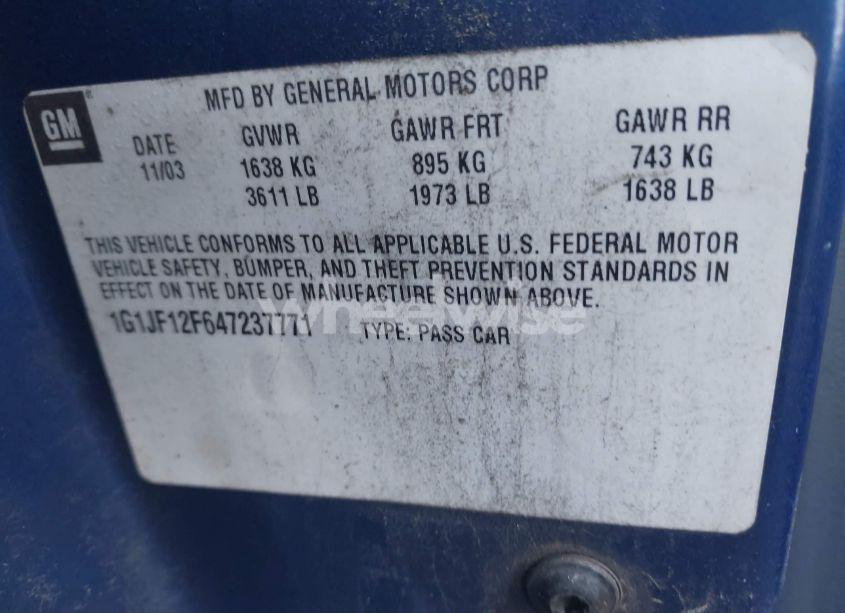 GM
MFD BY GENERAL MOTORS CORP
DATE GVWR GAWR FRT GAWR RR
11/03 1638 KG 895 KG 743 KG
3611 LB 1973 LB 1638 LB
THIS VEHICLE CONFORMS TO ALL APPLICABLE U.S. FEDERAL MOTOR
VEHICLE SAFETY, BUMPER, AND THEFT PREVENTION STANDARDS IN
EFFECT ON THE DATE OF MANUFACTURE SHOWN ABOVE.
1G1JF12F647237771 TYPE: PASS CAR
wheelwise